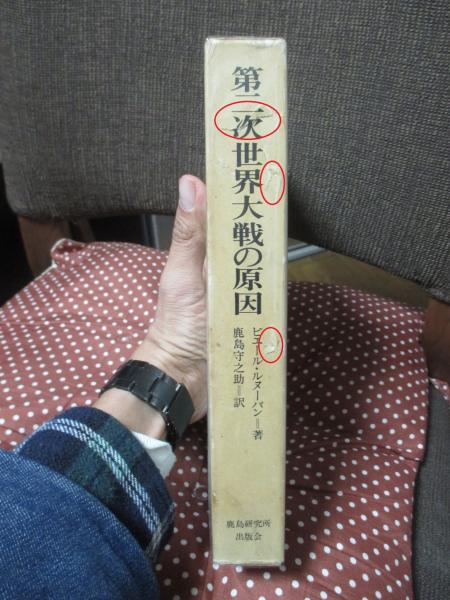 第二次世界大戦の原因
ピエール・ルヌーバン＝著
鹿島守之助＝訳
鹿島研究所
出版会